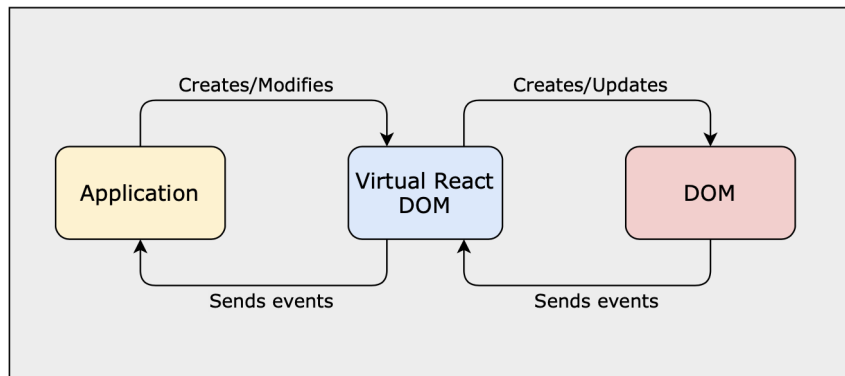 Creates/Modifies
Creates/Updates
Application
Virtual React
DOM
DOM
Sends events
Sends events